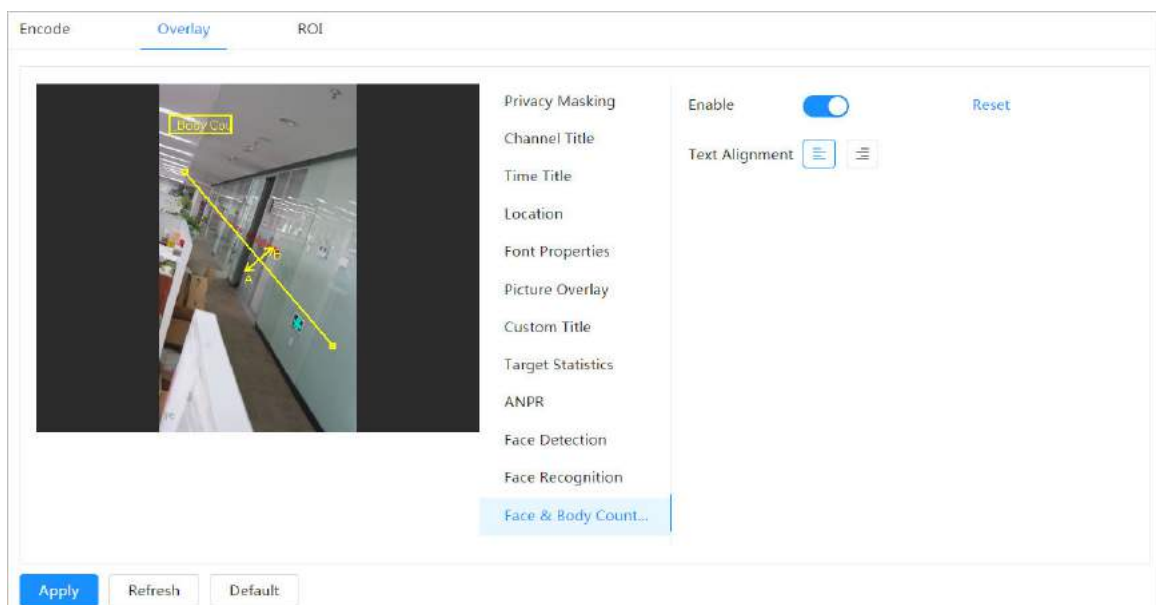 Encode Overlay ROI
Body Cou
B
A
Privacy Masking
Channel Title
Time Title
Location
Font Properties
Picture Overlay
Custom Title
Target Statistics
ANPR
Face Detection
Face Recognition
Face & Body Count...
Enable Reset
Text Alignment
Apply Refresh Default